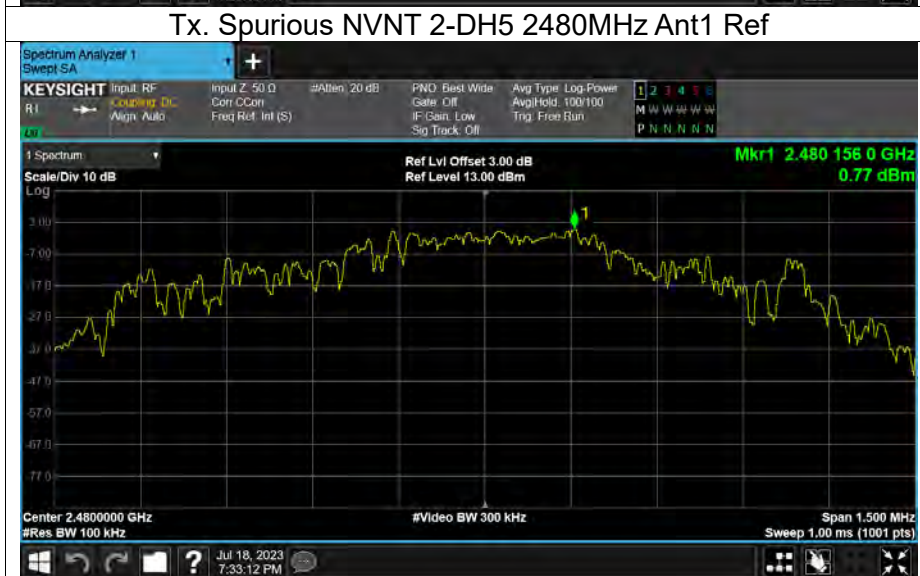 Tx. Spurious NVNT 2-DH5 2480MHz Ant1 Ref
Spectrum Analyzer 1
Swept SA
+
KEYSIGHT Input: RF Input Z: 50 Ω #Atten: 20 dB PNO: Best Wide Avg Type: Log-Power 1 2 3 4 5 6
RL Coupling: DC Corr CCorr Gate: Off Avg|Hold: 100/100 M W W W W W
Align: Auto Freq Ref: Int (S) IF Gain: Low Trig: Free Run
Sig Track: Off P N N N N N
1 Spectrum
Ref Lvl Offset 3.00 dB Mkr1 2.480 156 0 GHz
Scale/Div 10 dB Ref Level 13.00 dBm 0.77 dBm
Log
1
3.00
-7.00
-17.0
-27.0
-37.0
-47.0
-57.0
-67.0
-77.0
Center 2.4800000 GHz #Video BW 300 kHz Span 1.500 MHz
#Res BW 100 kHz Sweep 1.00 ms (1001 pts)
? Jul 18, 2023
7:33:12 PM